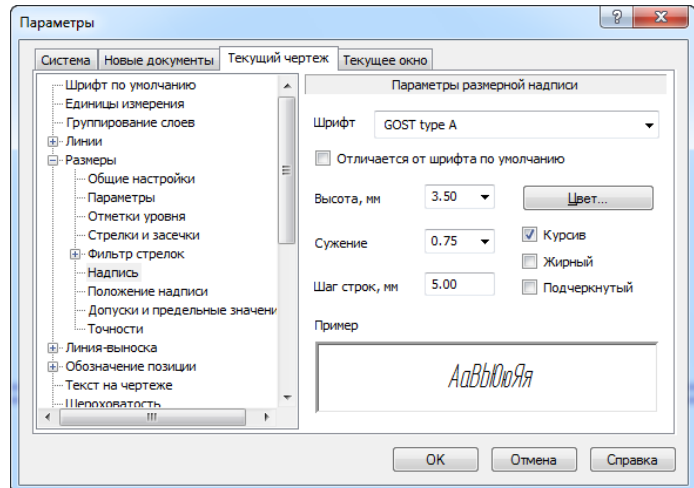 Параметры
Система Новые документы Текущий чертеж Текущее окно
Шрифт по умолчанию
Единицы измерения
Группирование слоев
Линии
Размеры
Общие настройки
Параметры
Отметки уровня
Стрелки и засечки
Фильтр стрелок
Надпись
Положение надписи
Допуски и предельные значени
Точности
Линия-выноска
Обозначение позиции
Текст на чертеже
Шероховатость
Параметры размерной надписи
Шрифт GOST type A
Отличается от шрифта по умолчанию
Высота, мм 3.50 Цвет...
Сужение 0.75 Курсив
Жирный
Шаг строк, мм 5.00 Подчеркнутый
Пример
АаВbЮюЯя
OK Отмена Справка